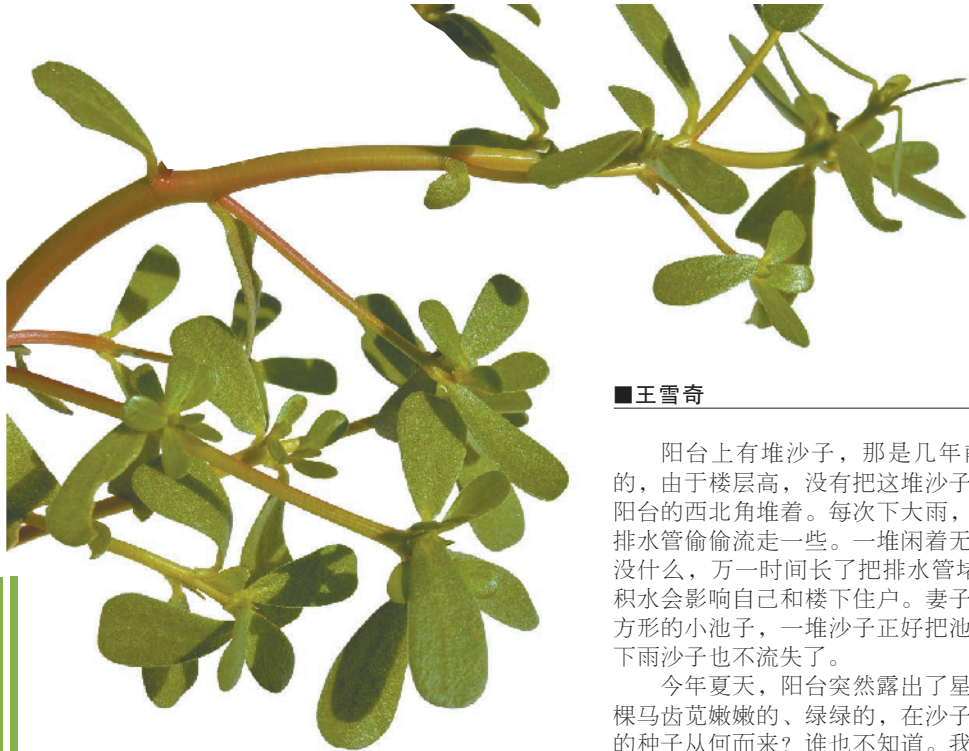 ■王雪奇
阳台上有堆沙子，那是几年前
的，由于楼层高，没有把这堆沙子
阳台的西北角堆着。每次下大雨，
排水管偷偷流走一些。一堆闲着无
没什么，万一时间长了把排水管堵
积水会影响自己和楼下住户。妻子
方形的小池子，一堆沙子正好把池
下雨沙子也不流失了。
今年夏天，阳台突然露出了星
棵马齿苋嫩嫩的、绿绿的，在沙子
的种子从何而来？谁也不知道。我